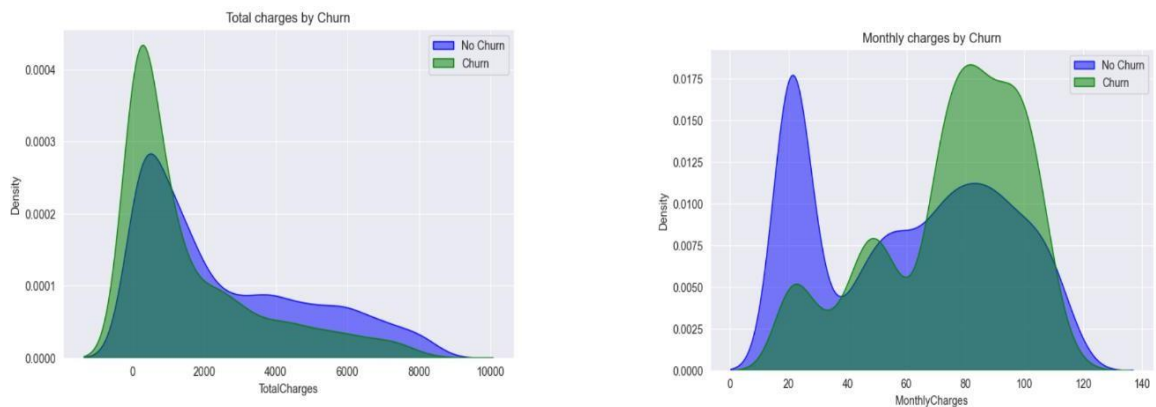 Total charges by Churn
No Churn
Churn
0.0004
0.0003
0.0002
0.0001
0.0000
Density
0 2000 4000 6000 8000 10000
TotalCharges
Monthly charges by Churn
No Churn
Churn
0.0175
0.0150
0.0125
0.0100
0.0075
0.0050
0.0025
0.0000
Density
0 20 40 60 80 100 120 140
MonthlyCharges